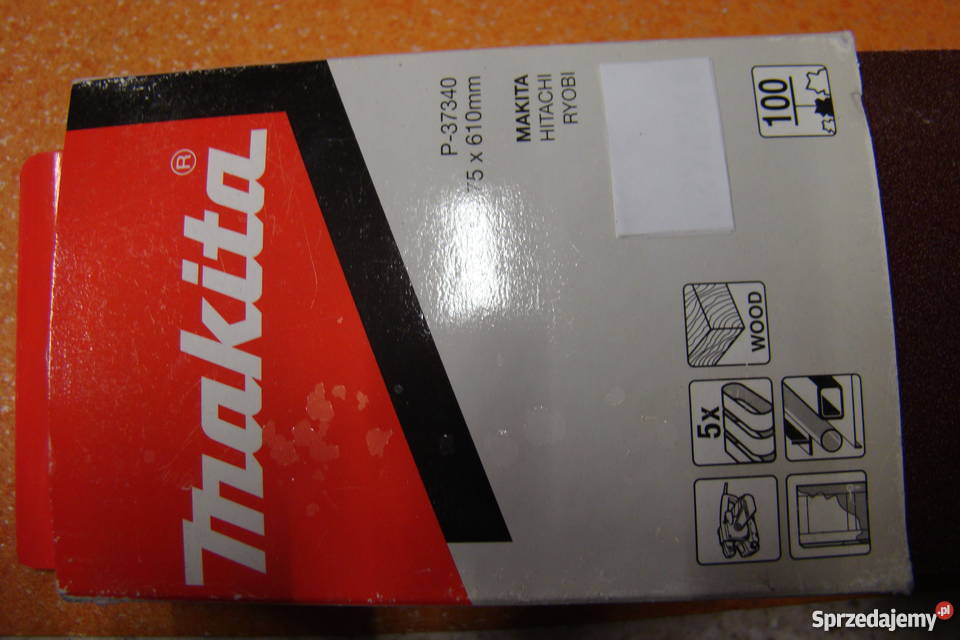 makita®
P-37340
75 x 610mm
MAKITA
HITACHI
RYOBI
100
WOOD
5x
Sprzedajemy.pl